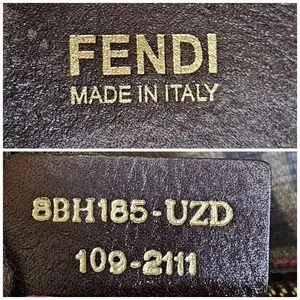 FENDI
MADE IN ITALY
8BH185-UZD
109-2111